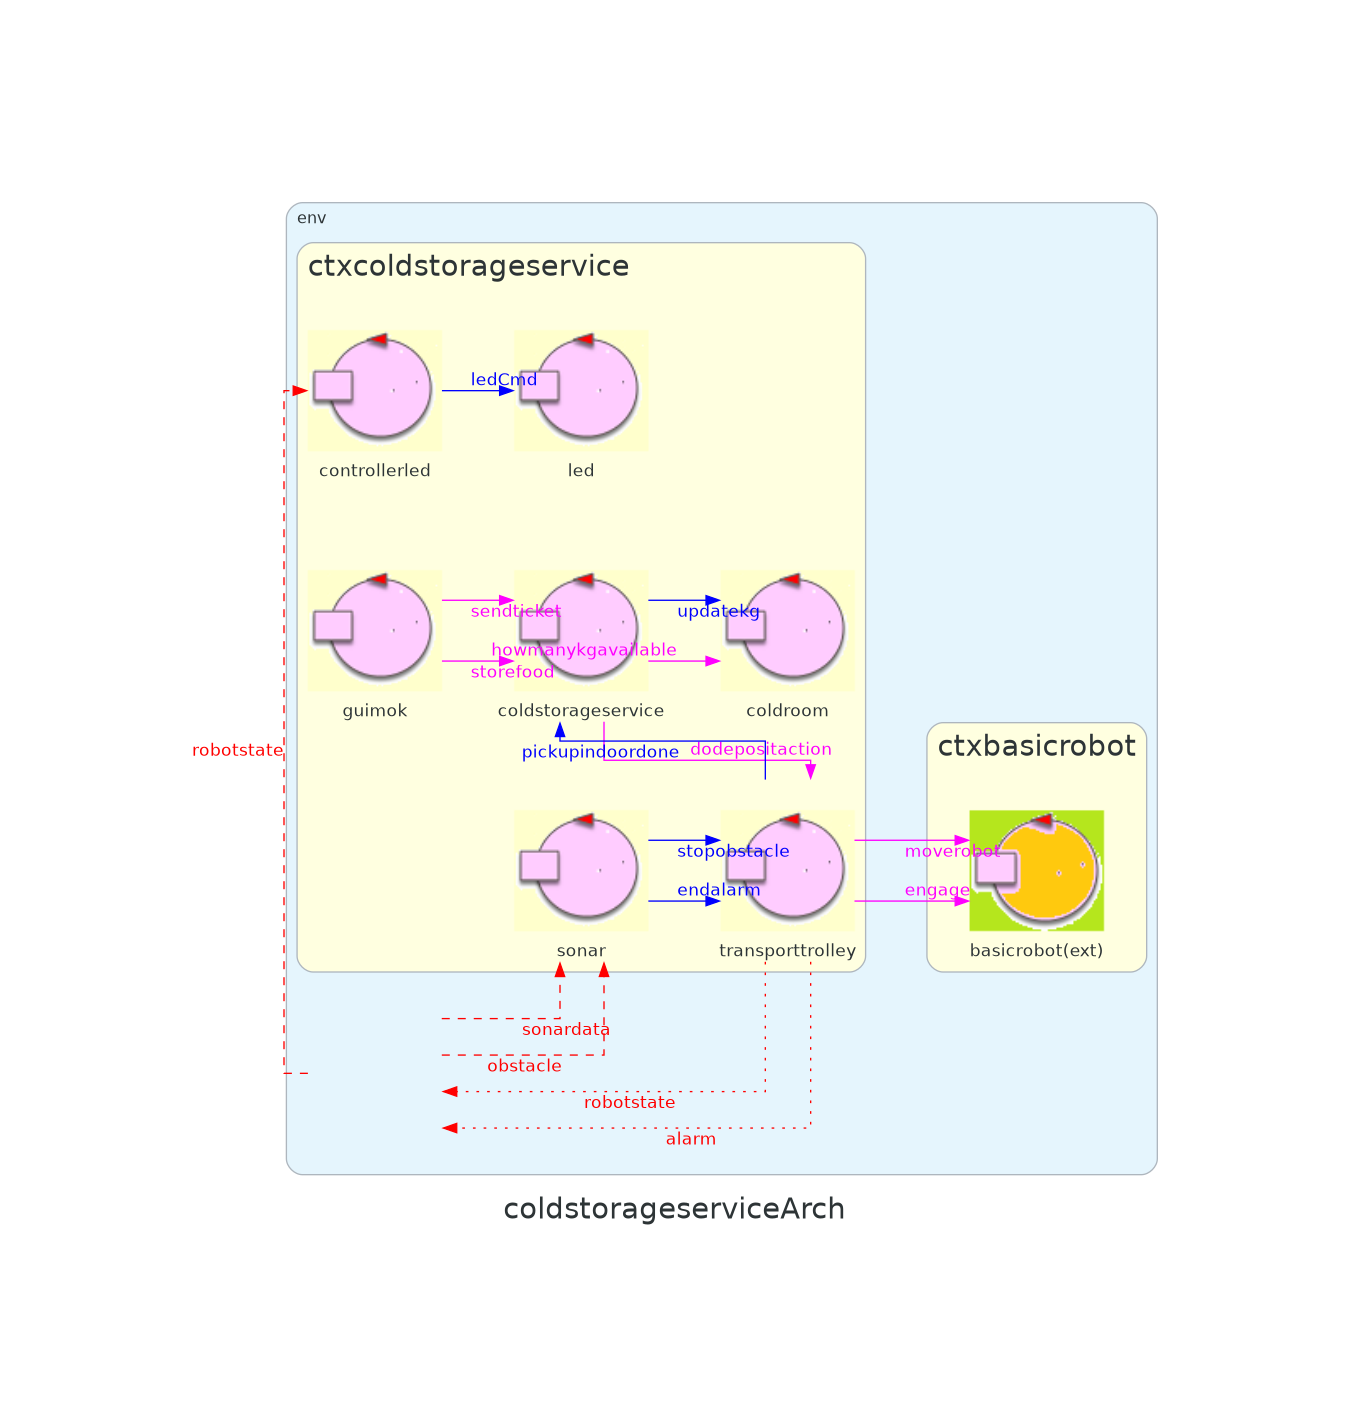 env
ctxcoldstorageservice
ledCmd
controllerled
led
sendticket
updatekg
howmanykgavailable
storefood
guimok
coldstorageservice
coldroom
robotstate
pickupindoordone
dodepositaction
ctxbasicrobot
stopobstacle
moverobot
endalarm
engage
sonar
transporttrolley
basicrobot(ext)
sonardata
obstacle
robotstate
alarm
coldstorageserviceArch